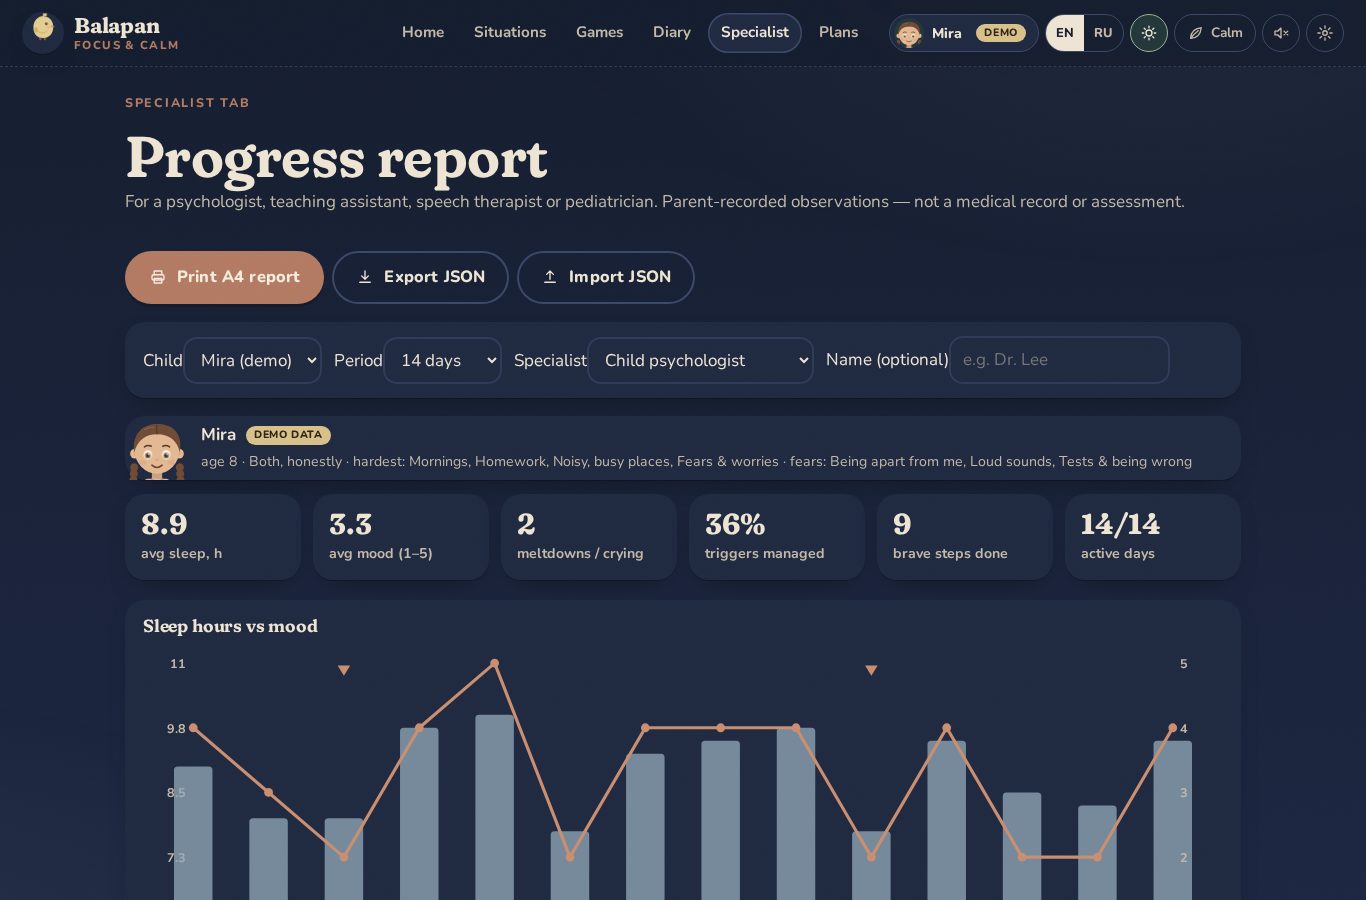 Balapan
FOCUS & CALM
Home Situations Games Diary Specialist Plans
Mira DEMO EN RU Calm
SPECIALIST TAB
Progress report
For a psychologist, teaching assistant, speech therapist or pediatrician. Parent-recorded observations — not a medical record or assessment.
Print A4 report Export JSON Import JSON
Child Mira (demo) Period 14 days Specialist Child psychologist Name (optional) e.g. Dr. Lee
Mira DEMO DATA
age 8 · Both, honestly · hardest: Mornings, Homework, Noisy, busy places, Fears & worries · fears: Being apart from me, Loud sounds, Tests & being wrong
8.9 3.3 2 36% 9 14/14
avg sleep, h avg mood (1–5) meltdowns / crying triggers managed brave steps done active days
Sleep hours vs mood
11 5
9.8 4
8.5 3
7.3 2